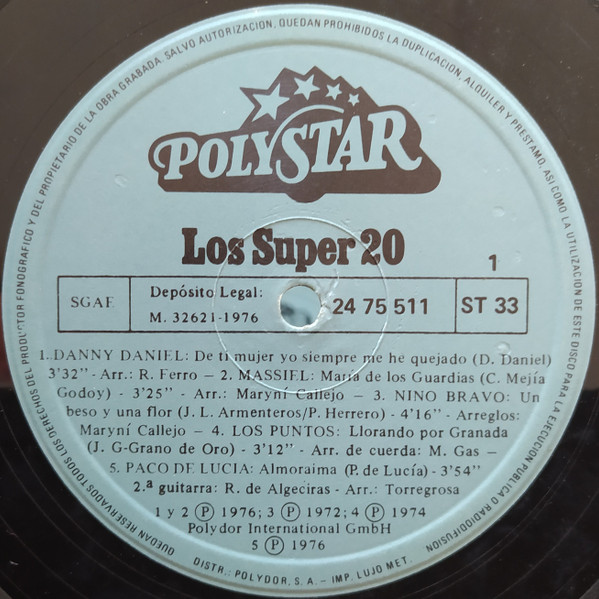 QUEDAN RESERVADOS TODOS LOS DERECHOS DEL PRODUCTOR FONOGRAFICO Y DEL PROPIETARIO DE LA OBRA GRABADA. SALVO AUTORIZACION, QUEDAN PROHIBIDOS LA DUPLICACION, ALQUILER Y PRESTAMO, ASI COMO LA UTILIZACION DE ESTE DISCO PARA LA EJECUCION PUBLICA O RADIODIFUSION
POLYSTAR
Los Super 20
1
SGAE
Depósito Legal:
M. 32621-1976
24 75 511
ST 33
1. DANNY DANIEL: De ti mujer yo siempre me he quejado (D. Daniel)
3'32" - Arr.: R. Ferro — 2. MASSIEL: María de los Guardias (C. Mejía
Godoy) - 3'25" - Arr.: Maryní Callejo — 3. NINO BRAVO: Un
beso y una flor (J. L. Armenteros/P. Herrero) - 4'16" - Arreglos:
Maryní Callejo — 4. LOS PUNTOS: Llorando por Granada
(J. G-Grano de Oro) - 3'12" - Arr. de cuerda: M. Gas —
5. PACO DE LUCIA: Almoraima (P. de Lucía) - 3'54"
2.ª guitarra: R. de Algeciras - Arr.: Torregrosa
1 y 2 Ⓟ 1976; 3 Ⓟ 1972; 4 Ⓟ 1974
Polydor International GmbH
5 Ⓟ 1976
DISTR.: POLYDOR, S. A. - IMP. LUJO MET.